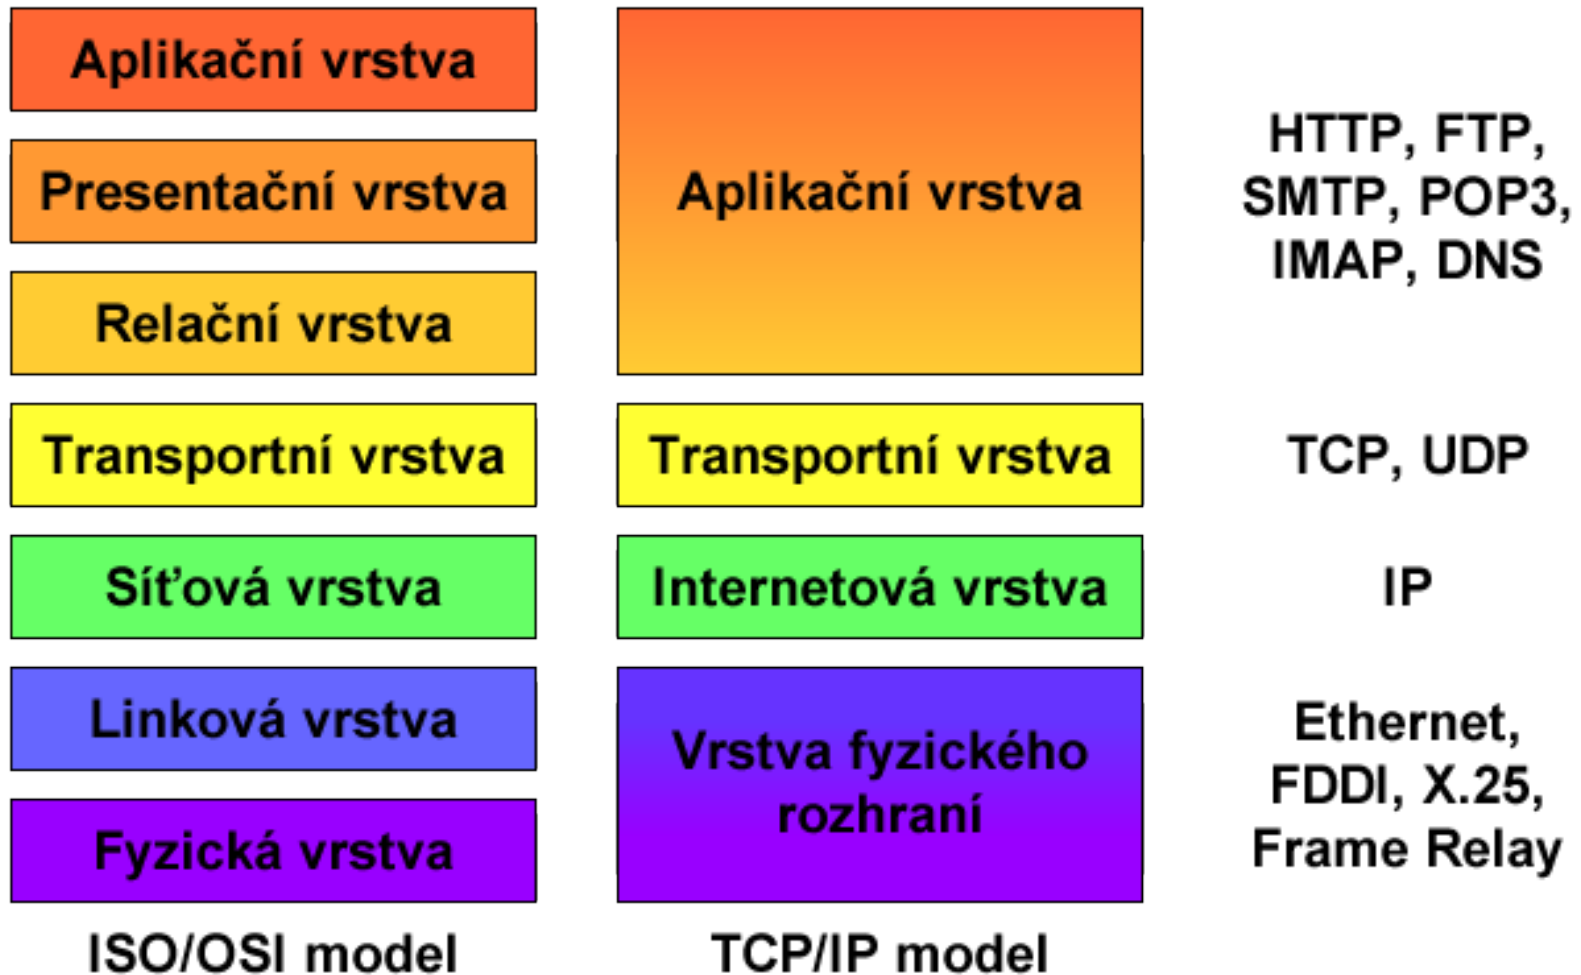 Aplikační vrstva
Presentační vrstva
Relační vrstva
Transportní vrstva
Síťová vrstva
Linková vrstva
Fyzická vrstva
ISO/OSI model
Aplikační vrstva
Transportní vrstva
Internetová vrstva
Vrstva fyzického
rozhraní
TCP/IP model
HTTP, FTP,
SMTP, POP3,
IMAP, DNS
TCP, UDP
IP
Ethernet,
FDDI, X.25,
Frame Relay